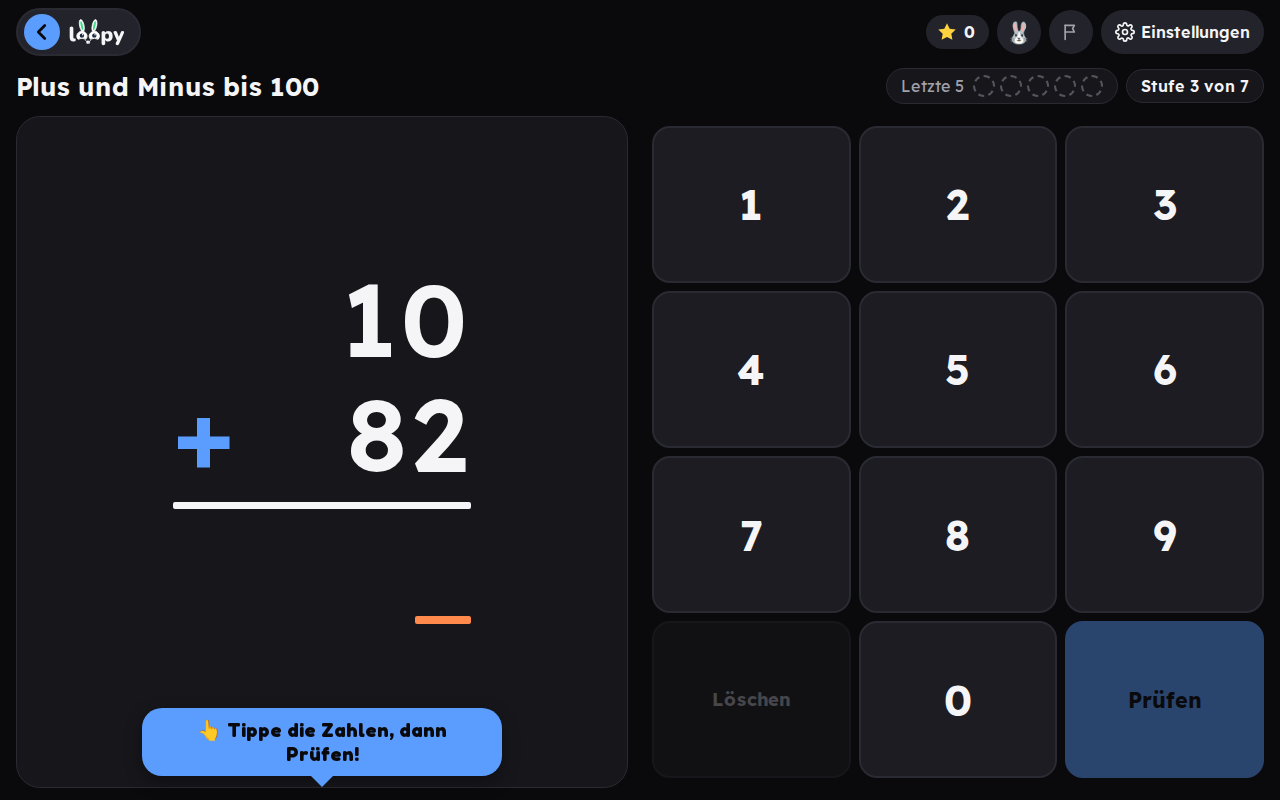 loopy
0
Einstellungen
Plus und Minus bis 100
Letzte 5
Stufe 3 von 7
10
+ 82
👆 Tippe die Zahlen, dann
Prüfen!
1 2 3
4 5 6
7 8 9
Löschen 0 Prüfen